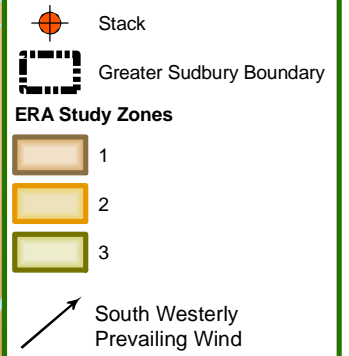 Stack
Greater Sudbury Boundary
ERA Study Zones
1
2
3
South Westerly
Prevailing Wind